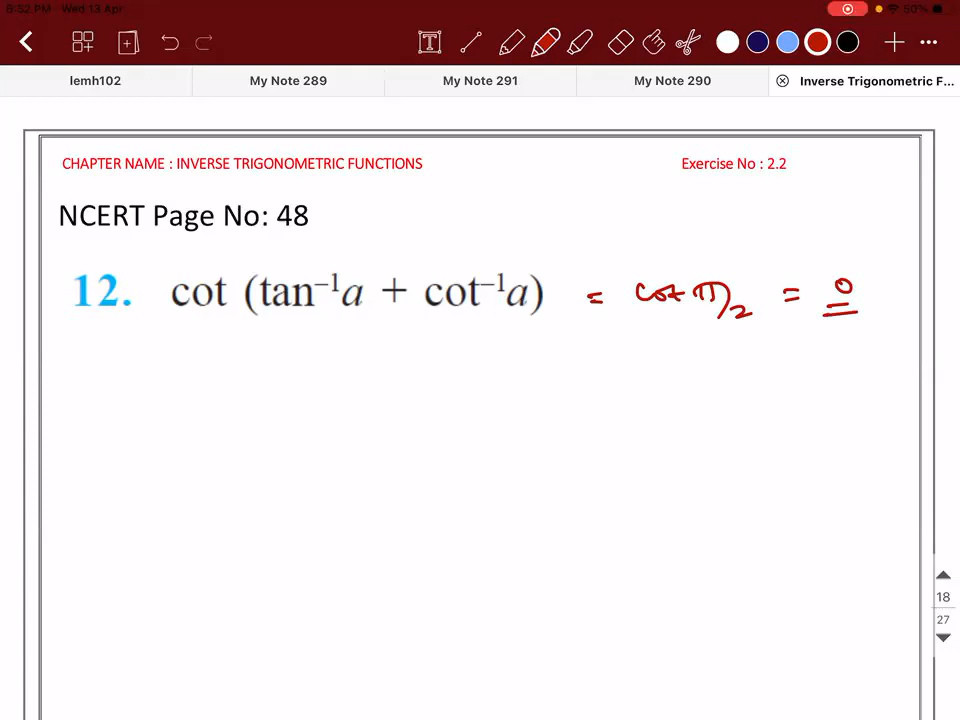 6:52 PM Wed 13 Apr 50%
lemh102 My Note 289 My Note 291 My Note 290 Inverse Trigonometric F...
CHAPTER NAME : INVERSE TRIGONOMETRIC FUNCTIONS Exercise No : 2.2
NCERT Page No: 48
12. cot (tan⁻¹a + cot⁻¹a) = cot π/2 = 0
18
27